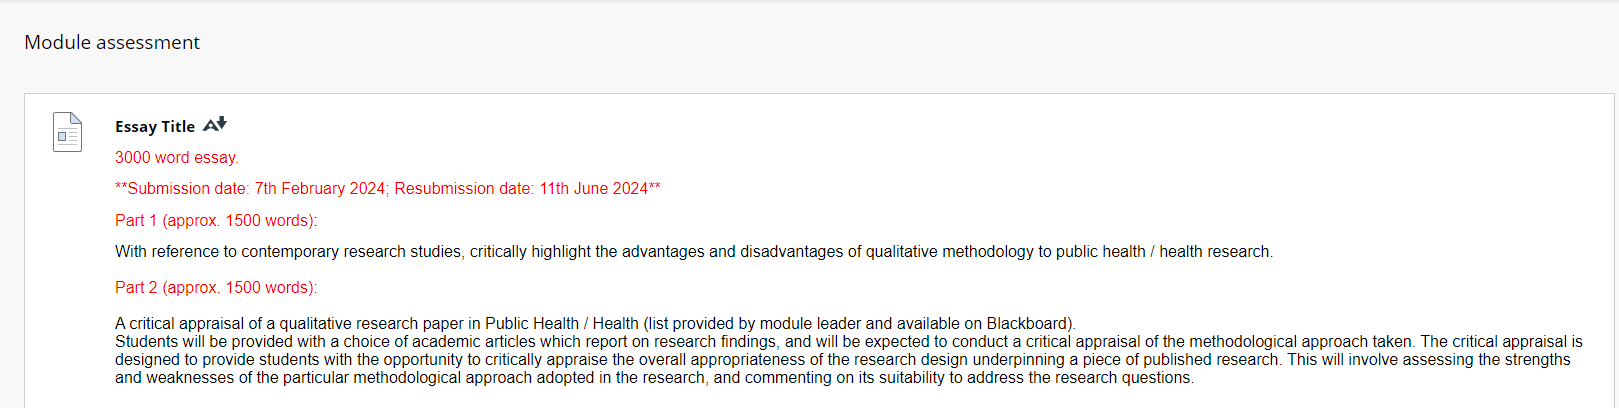 Module assessment
Essay Title
3000 word essay.
**Submission date: 7th February 2024; Resubmission date: 11th June 2024**
Part 1 (approx. 1500 words):
With reference to contemporary research studies, critically highlight the advantages and disadvantages of qualitative methodology to public health / health research.
Part 2 (approx. 1500 words):
A critical appraisal of a qualitative research paper in Public Health / Health (list provided by module leader and available on Blackboard).
Students will be provided with a choice of academic articles which report on research findings, and will be expected to conduct a critical appraisal of the methodological approach taken. The critical appraisal is
designed to provide students with the opportunity to critically appraise the overall appropriateness of the research design underpinning a piece of published research. This will involve assessing the strengths
and weaknesses of the particular methodological approach adopted in the research, and commenting on its suitability to address the research questions.